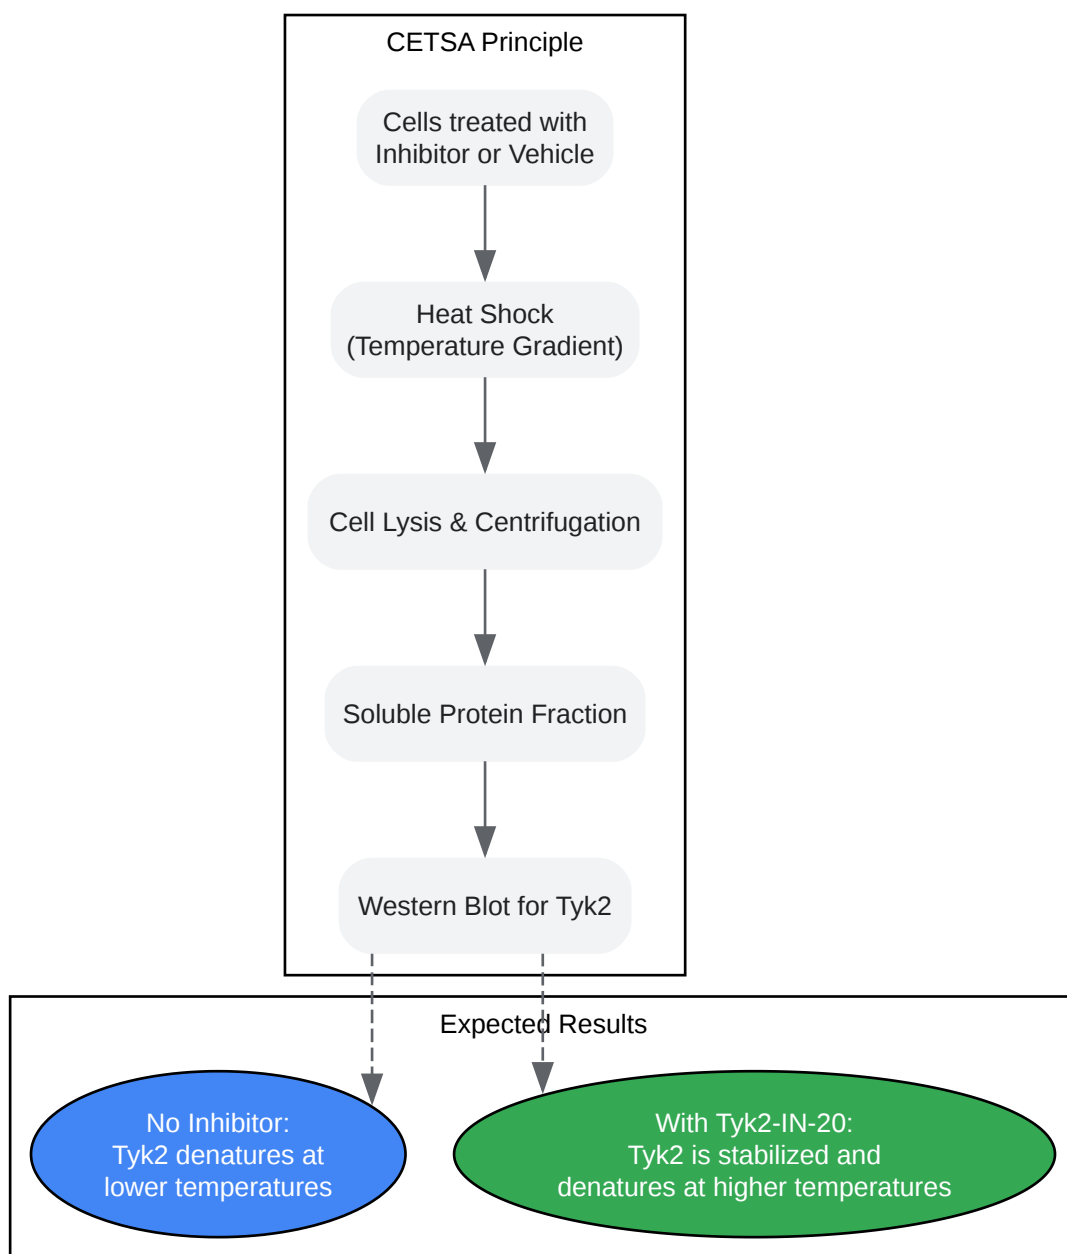 CETSA Principle
Cells treated with
Inhibitor or Vehicle
Heat Shock
(Temperature Gradient)
Cell Lysis & Centrifugation
Soluble Protein Fraction
Western Blot for Tyk2
Expected Results
No Inhibitor:
Tyk2 denatures at
lower temperatures
With Tyk2-IN-20:
Tyk2 is stabilized and
denatures at higher temperatures